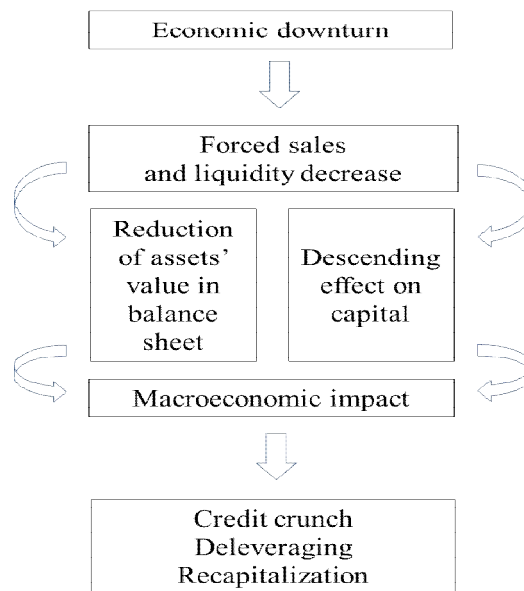 Economic downturn
Forced sales
and liquidity decrease
Reduction
of assets'
value in
balance
sheet
Descending
effect on
capital
Macroeconomic impact
Credit crunch
Deleveraging
Recapitalization